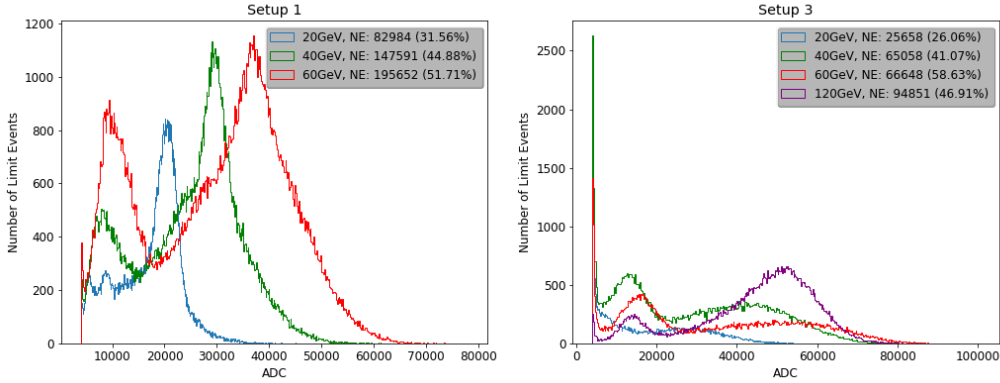 Setup 1
20GeV, NE: 82984 (31.56%)
40GeV, NE: 147591 (44.88%)
60GeV, NE: 195652 (51.71%)
1200
1000
800
600
400
200
0
Number of Limit Events
10000 20000 30000 40000 50000 60000 70000 80000
ADC
Setup 3
20GeV, NE: 25658 (26.06%)
40GeV, NE: 65058 (41.07%)
60GeV, NE: 66648 (58.63%)
120GeV, NE: 94851 (46.91%)
2500
2000
1500
1000
500
0
Number of Limit Events
0 20000 40000 60000 80000 100000
ADC